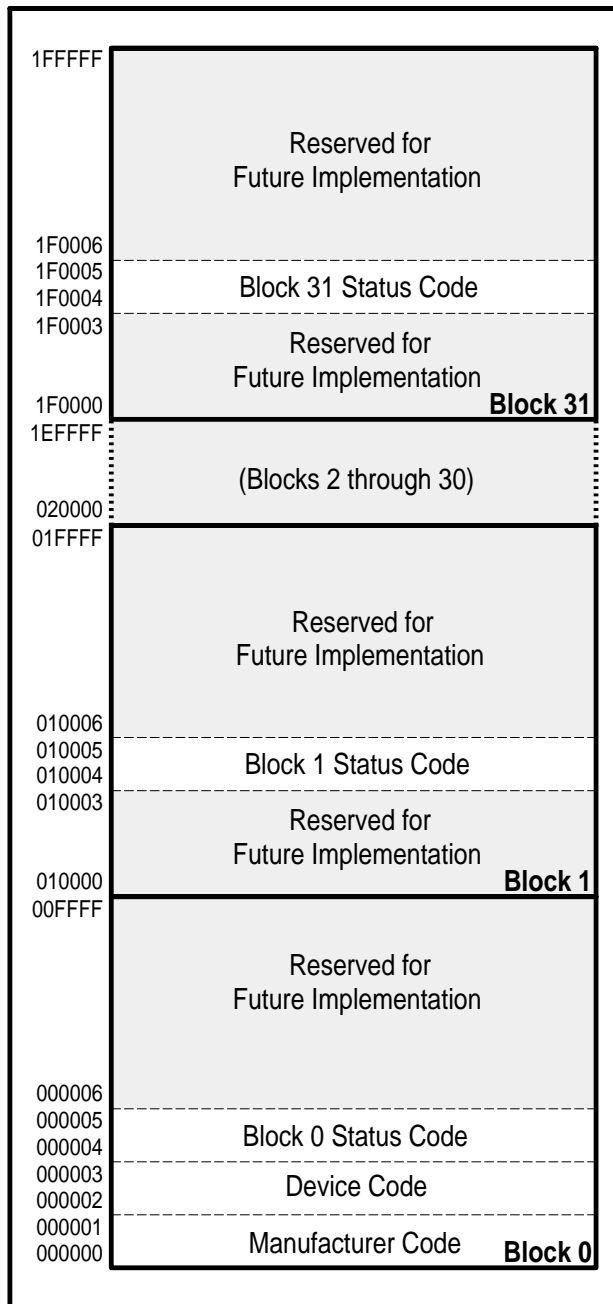 1FFFFF
Reserved for
Future Implementation
1F0006
1F0005
Block 31 Status Code
1F0004
1F0003
Reserved for
Future Implementation
1F0000
Block 31
1EFFFF
(Blocks 2 through 30)
020000
01FFFF
Reserved for
Future Implementation
010006
010005
Block 1 Status Code
010004
010003
Reserved for
Future Implementation
010000
Block 1
00FFFF
Reserved for
Future Implementation
000006
000005
Block 0 Status Code
000004
000003
Device Code
000002
000001
Manufacturer Code
000000
Block 0